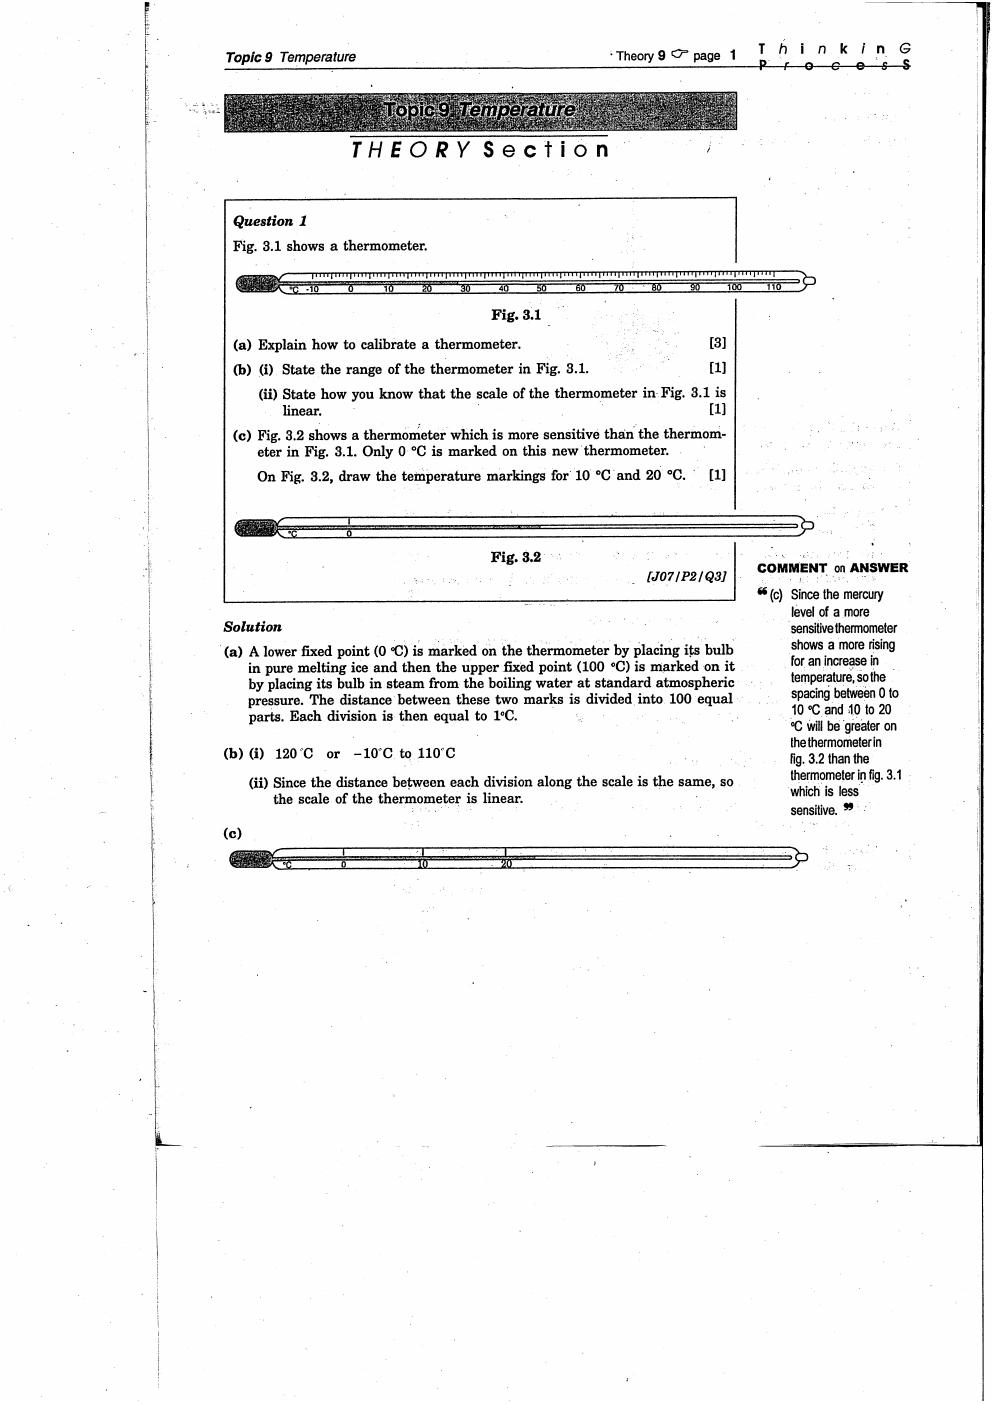 Topic 9 Temperature
Theory 9 ☞ page 1
ThinkinG
ProcessS
Topic 9 Temperature
THEORY Section
Question 1
Fig. 3.1 shows a thermometer.
°C -10 0 10 20 30 40 50 60 70 80 90 100 110
Fig. 3.1
(a) Explain how to calibrate a thermometer. [3]
(b) (i) State the range of the thermometer in Fig. 3.1. [1]
(ii) State how you know that the scale of the thermometer in Fig. 3.1 is
linear. [1]
(c) Fig. 3.2 shows a thermometer which is more sensitive than the thermom-
eter in Fig. 3.1. Only 0 °C is marked on this new thermometer.
On Fig. 3.2, draw the temperature markings for 10 °C and 20 °C. [1]
°C 0
Fig. 3.2
[J07/P2/Q3]
Solution
(a) A lower fixed point (0 °C) is marked on the thermometer by placing its bulb
in pure melting ice and then the upper fixed point (100 °C) is marked on it
by placing its bulb in steam from the boiling water at standard atmospheric
pressure. The distance between these two marks is divided into 100 equal
parts. Each division is then equal to 1°C.
(b) (i) 120°C or −10°C to 110°C
(ii) Since the distance between each division along the scale is the same, so
the scale of the thermometer is linear.
(c)
°C 0 10 20
COMMENT on ANSWER
“ (c) Since the mercury
level of a more
sensitive thermometer
shows a more rising
for an increase in
temperature, so the
spacing between 0 to
10 °C and 10 to 20
°C will be greater on
the thermometer in
fig. 3.2 than the
thermometer in fig. 3.1
which is less
sensitive. ”